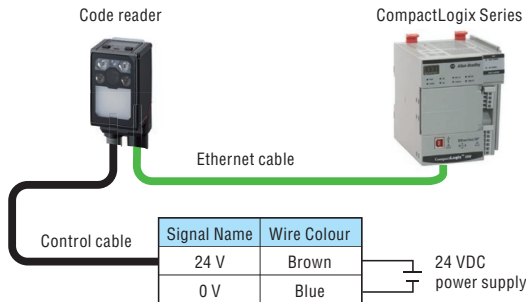 Code reader
CompactLogix Series
Ethernet cable
Control cable
Signal Name Wire Colour
24 V Brown
0 V Blue
24 VDC
power supply